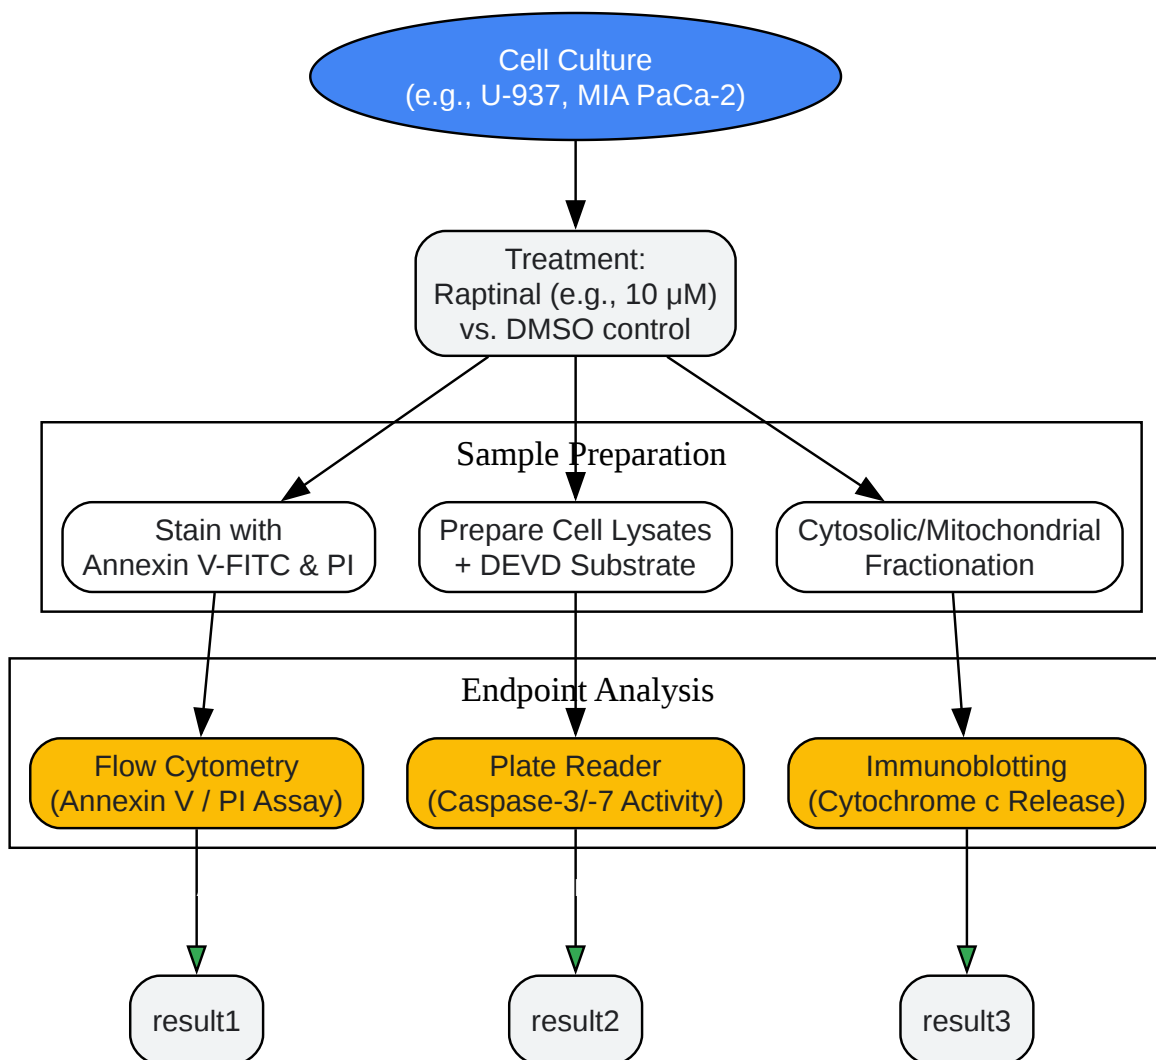 Cell Culture
(e.g., U-937, MIA PaCa-2)
Treatment:
Raptinal (e.g., 10 μM)
vs. DMSO control
Sample Preparation
Stain with
Annexin V-FITC & PI
Prepare Cell Lysates
+ DEVD Substrate
Cytosolic/Mitochondrial
Fractionation
Endpoint Analysis
Flow Cytometry
(Annexin V / PI Assay)
Plate Reader
(Caspase-3/-7 Activity)
Immunoblotting
(Cytochrome c Release)
result1
result2
result3